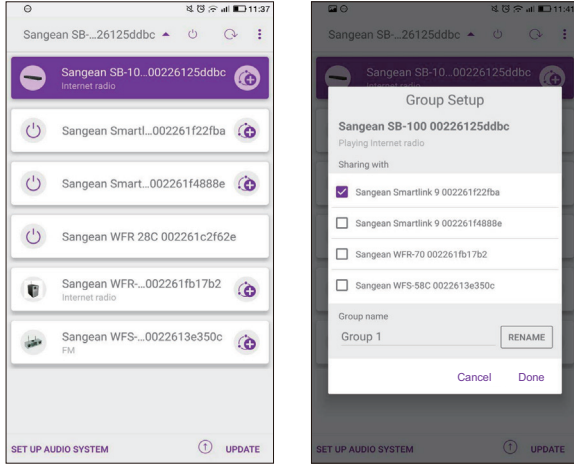 11:37
Sangean SB-...26125ddbc
Sangean SB-10...00226125ddbc
Internet radio
Sangean Smartl...002261f22fba
Sangean Smart...002261f4888e
Sangean WFR 28C 002261c2f62e
Sangean WFR-...002261fb17b2
Internet radio
Sangean WFS-...0022613e350c
FM
SET UP AUDIO SYSTEM
UPDATE
11:41
Sangean SB-...26125ddbc
Sangean SB-10...00226125ddbc
Group Setup
Sangean SB-100 00226125ddbc
Playing Internet radio
Sharing with
Sangean Smartlink 9 002261f22fba
Sangean Smartlink 9 002261f4888e
Sangean WFR-70 002261fb17b2
Sangean WFS-58C 0022613e350c
Group name
Group 1
RENAME
Cancel
Done
SET UP AUDIO SYSTEM
UPDATE